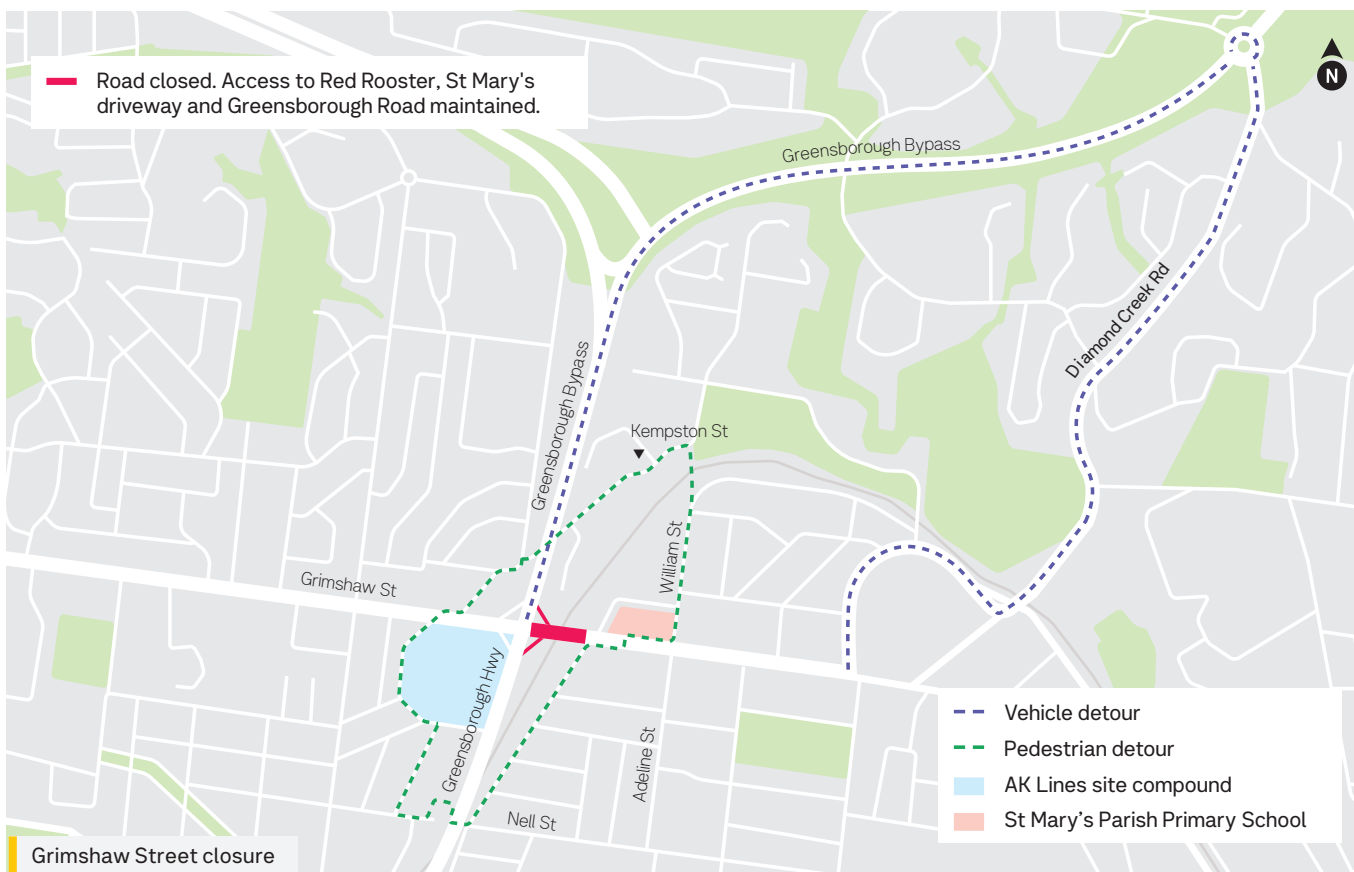 Road closed. Access to Red Rooster, St Mary's
driveway and Greensborough Road maintained.
N
Greensborough Bypass
Diamond Creek Rd
Greensborough Bypass
Kempston St
William St
Grimshaw St
Greensborough Hwy
Adeline St
Nell St
Vehicle detour
Pedestrian detour
AK Lines site compound
St Mary’s Parish Primary School
Grimshaw Street closure